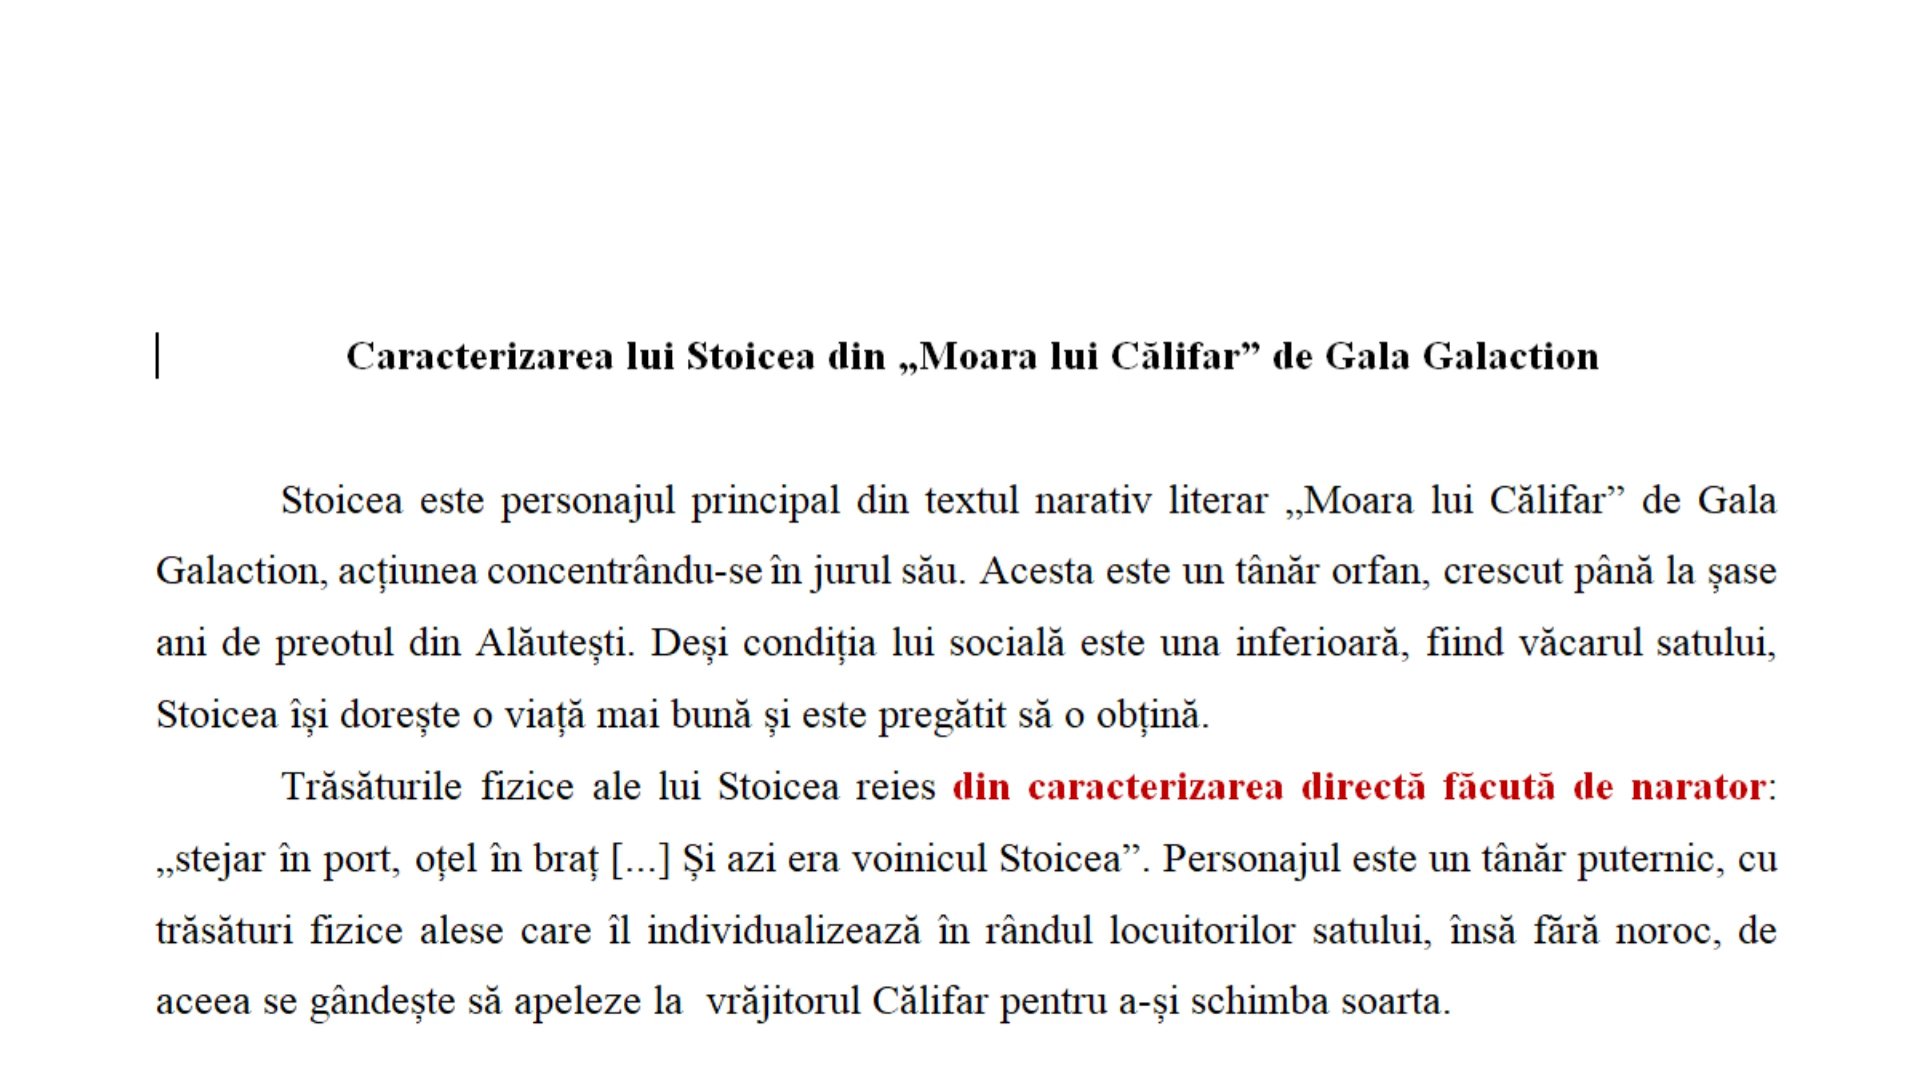 Caracterizarea lui Stoicea din „Moara lui Călifar” de Gala Galaction
Stoicea este personajul principal din textul narativ literar „Moara lui Călifar” de Gala
Galaction, acțiunea concentrându-se în jurul său. Acesta este un tânăr orfan, crescut până la șase
ani de preotul din Alăutești. Deși condiția lui socială este una inferioară, fiind văcarul satului,
Stoicea își dorește o viață mai bună și este pregătit să o obțină.
Trăsăturile fizice ale lui Stoicea reies din caracterizarea directă făcută de narator:
„stejar în port, oțel în braț [...] Și azi era voinicul Stoicea”. Personajul este un tânăr puternic, cu
trăsături fizice alese care îl individualizează în rândul locuitorilor satului, însă fără noroc, de
aceea se gândește să apeleze la  vrăjitorul Călifar pentru a-și schimba soarta.